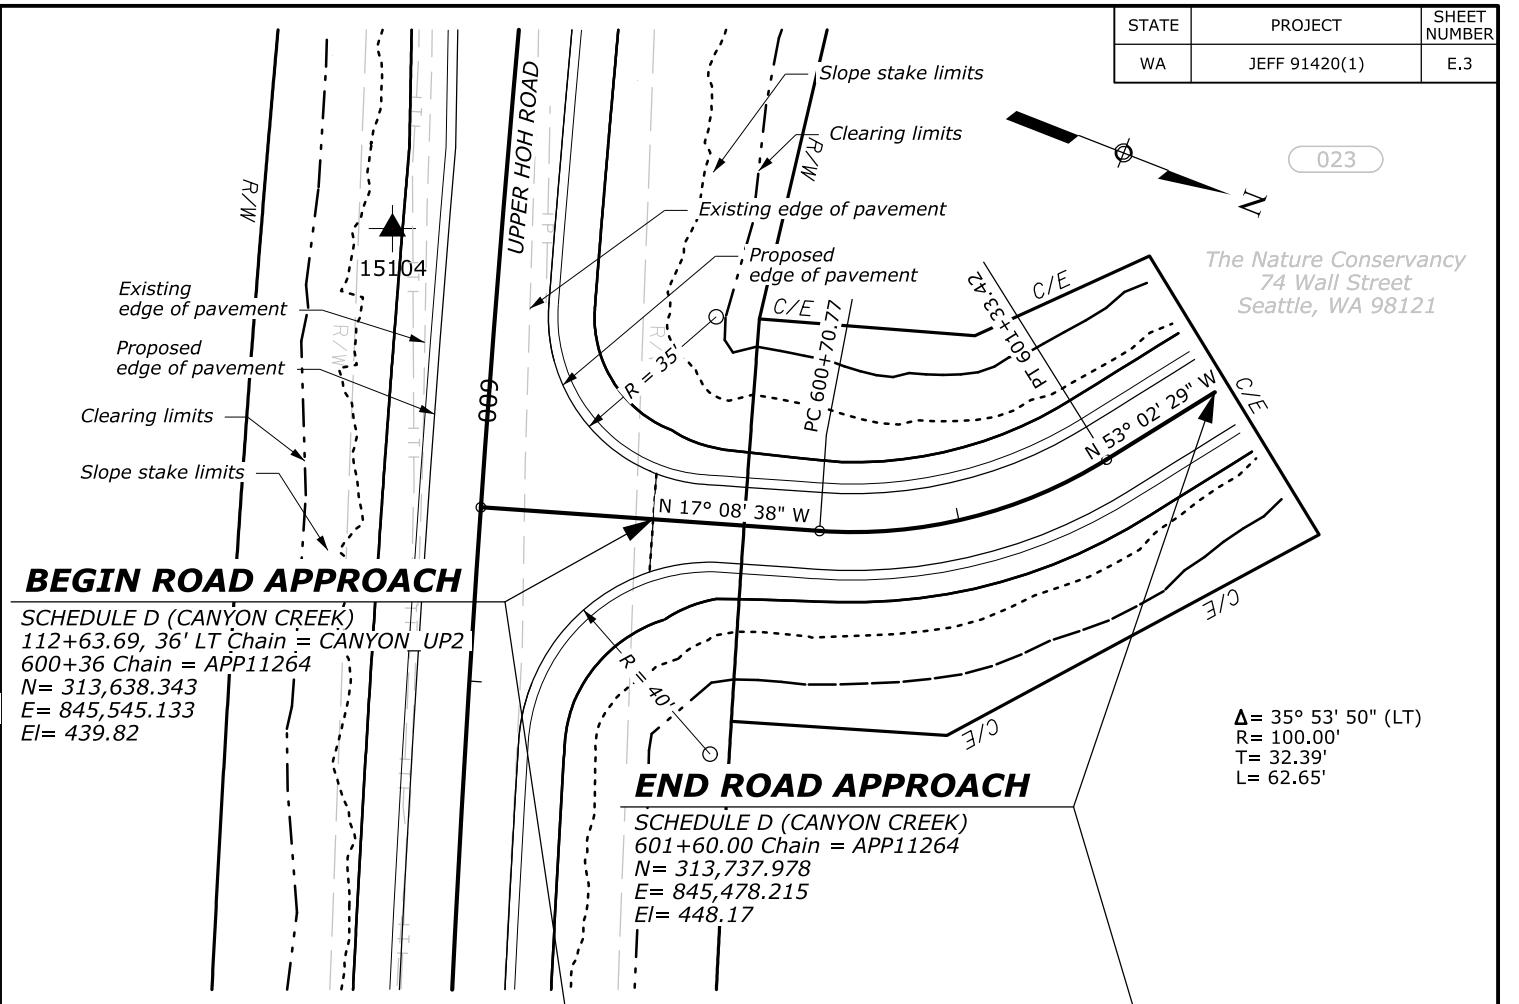 STATE PROJECT SHEET NUMBER
WA JEFF 91420(1) E.3
023
N
The Nature Conservancy
74 Wall Street
Seattle, WA 98121
Slope stake limits
Clearing limits
R/W
R/W
UPPER HOH ROAD
Existing edge of pavement
Proposed
edge of pavement
15104
Existing
edge of pavement
Proposed
edge of pavement
Clearing limits
Slope stake limits
R/W
R/W
600
R = 35'
C/E
C/E
C/E
C/E
C/E
PC 600+70.77
PT 601+33.42
N 53° 02' 29" W
N 17° 08' 38" W
R = 40'
BEGIN ROAD APPROACH
SCHEDULE D (CANYON CREEK)
112+63.69, 36' LT Chain = CANYON_UP2
600+36 Chain = APP11264
N= 313,638.343
E= 845,545.133
El= 439.82
END ROAD APPROACH
SCHEDULE D (CANYON CREEK)
601+60.00 Chain = APP11264
N= 313,737.978
E= 845,478.215
El= 448.17
Δ= 35° 53' 50" (LT)
R= 100.00'
T= 32.39'
L= 62.65'